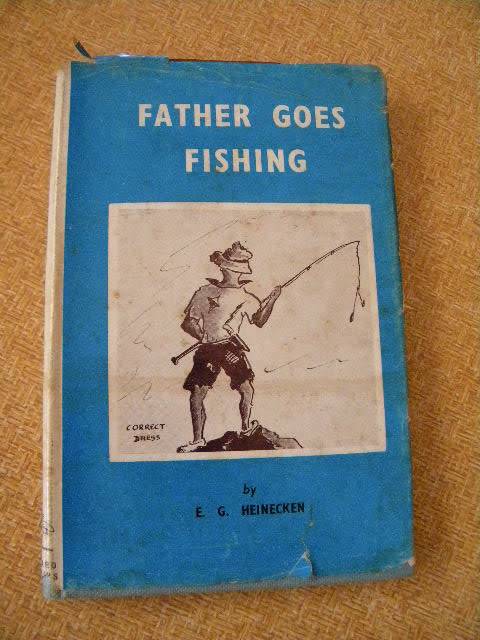 FATHER GOES
FISHING
CORRECT
DRESS
by
E. G. HEINECKEN